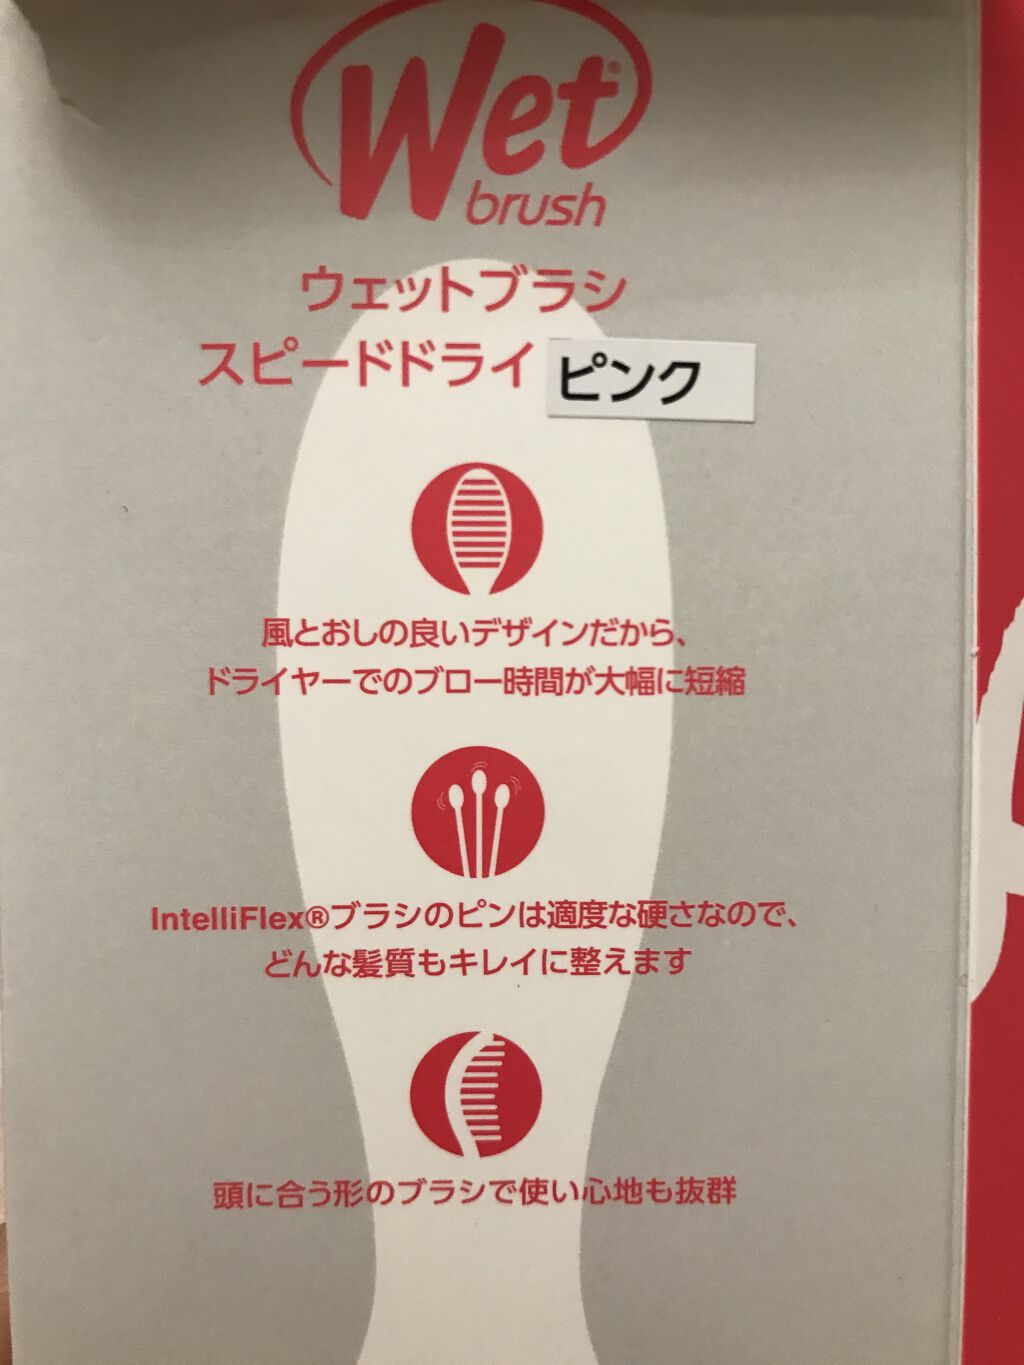 Wet®
brush
ウェットブラシ
スピードドライ ピンク
風とおしの良いデザインだから、
ドライヤーでのブロー時間が大幅に短縮
IntelliFlex®ブラシのピンは適度な硬さなので、
どんな髪質もキレイに整えます
頭に合う形のブラシで使い心地も抜群